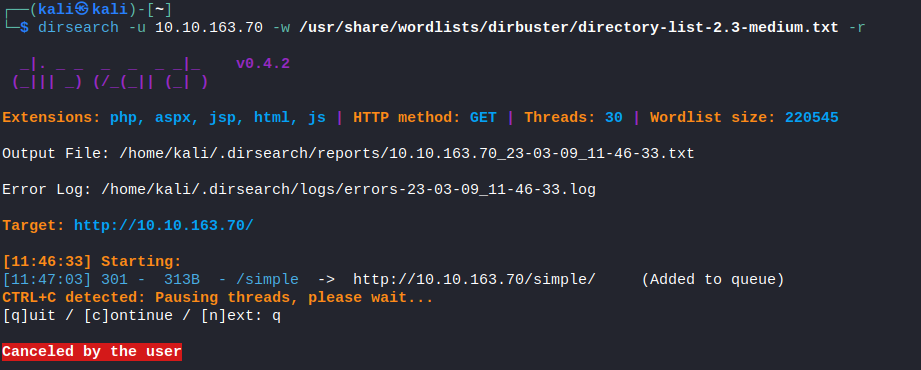 ┌──(kali㉿kali)-[~]
└─$ dirsearch -u 10.10.163.70 -w /usr/share/wordlists/dirbuster/directory-list-2.3-medium.txt -r
_|. _ _  _  _  _ _|_    v0.4.2
(_||| _) (/_(_|| (_| )
Extensions: php, aspx, jsp, html, js | HTTP method: GET | Threads: 30 | Wordlist size: 220545
Output File: /home/kali/.dirsearch/reports/10.10.163.70_23-03-09_11-46-33.txt
Error Log: /home/kali/.dirsearch/logs/errors-23-03-09_11-46-33.log
Target: http://10.10.163.70/
[11:46:33] Starting:
[11:47:03] 301 -  313B  - /simple  ->  http://10.10.163.70/simple/     (Added to queue)
CTRL+C detected: Pausing threads, please wait...
[q]uit / [c]ontinue / [n]ext: q
Canceled by the user